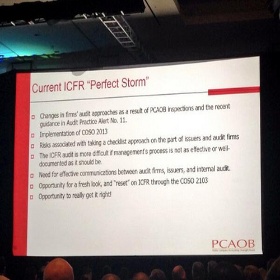 Current ICFR “Perfect Storm”
Changes in firms' audit approaches as a result of PCAOB inspections and the recent
guidance in Audit Practice Alert No. 11.
Implementation of COSO 2013
Risks associated with taking a checklist approach on the part of issuers and audit firms
The ICFR audit is more difficult if management's process is not as effective or well-
documented as it should be.
Need for effective communications between audit firms, issuers, and internal audit.
Opportunity for a fresh look, and "reset" on ICFR through the COSO 2103
Opportunity to really get it right!
PCAOB